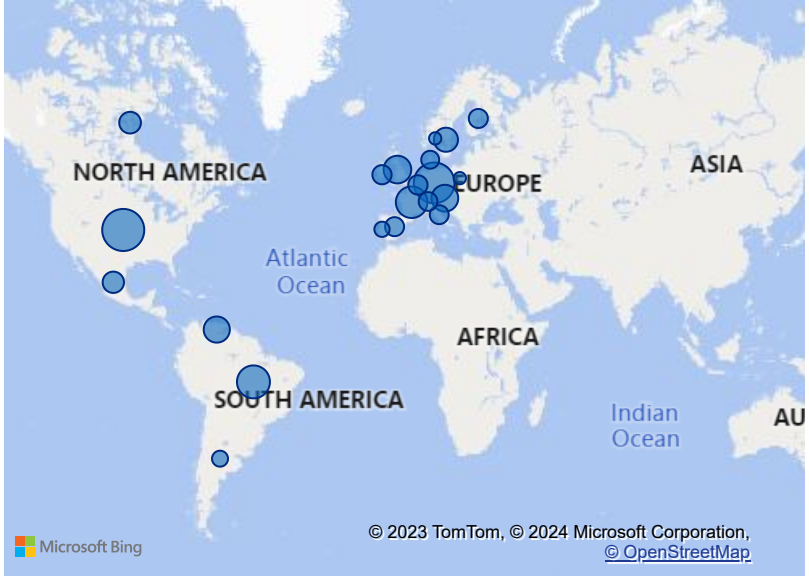 NORTH AMERICA
EUROPE
ASIA
Atlantic
Ocean
AFRICA
SOUTH AMERICA
Indian
Ocean
AU
Microsoft Bing
© 2023 TomTom, © 2024 Microsoft Corporation,
© OpenStreetMap